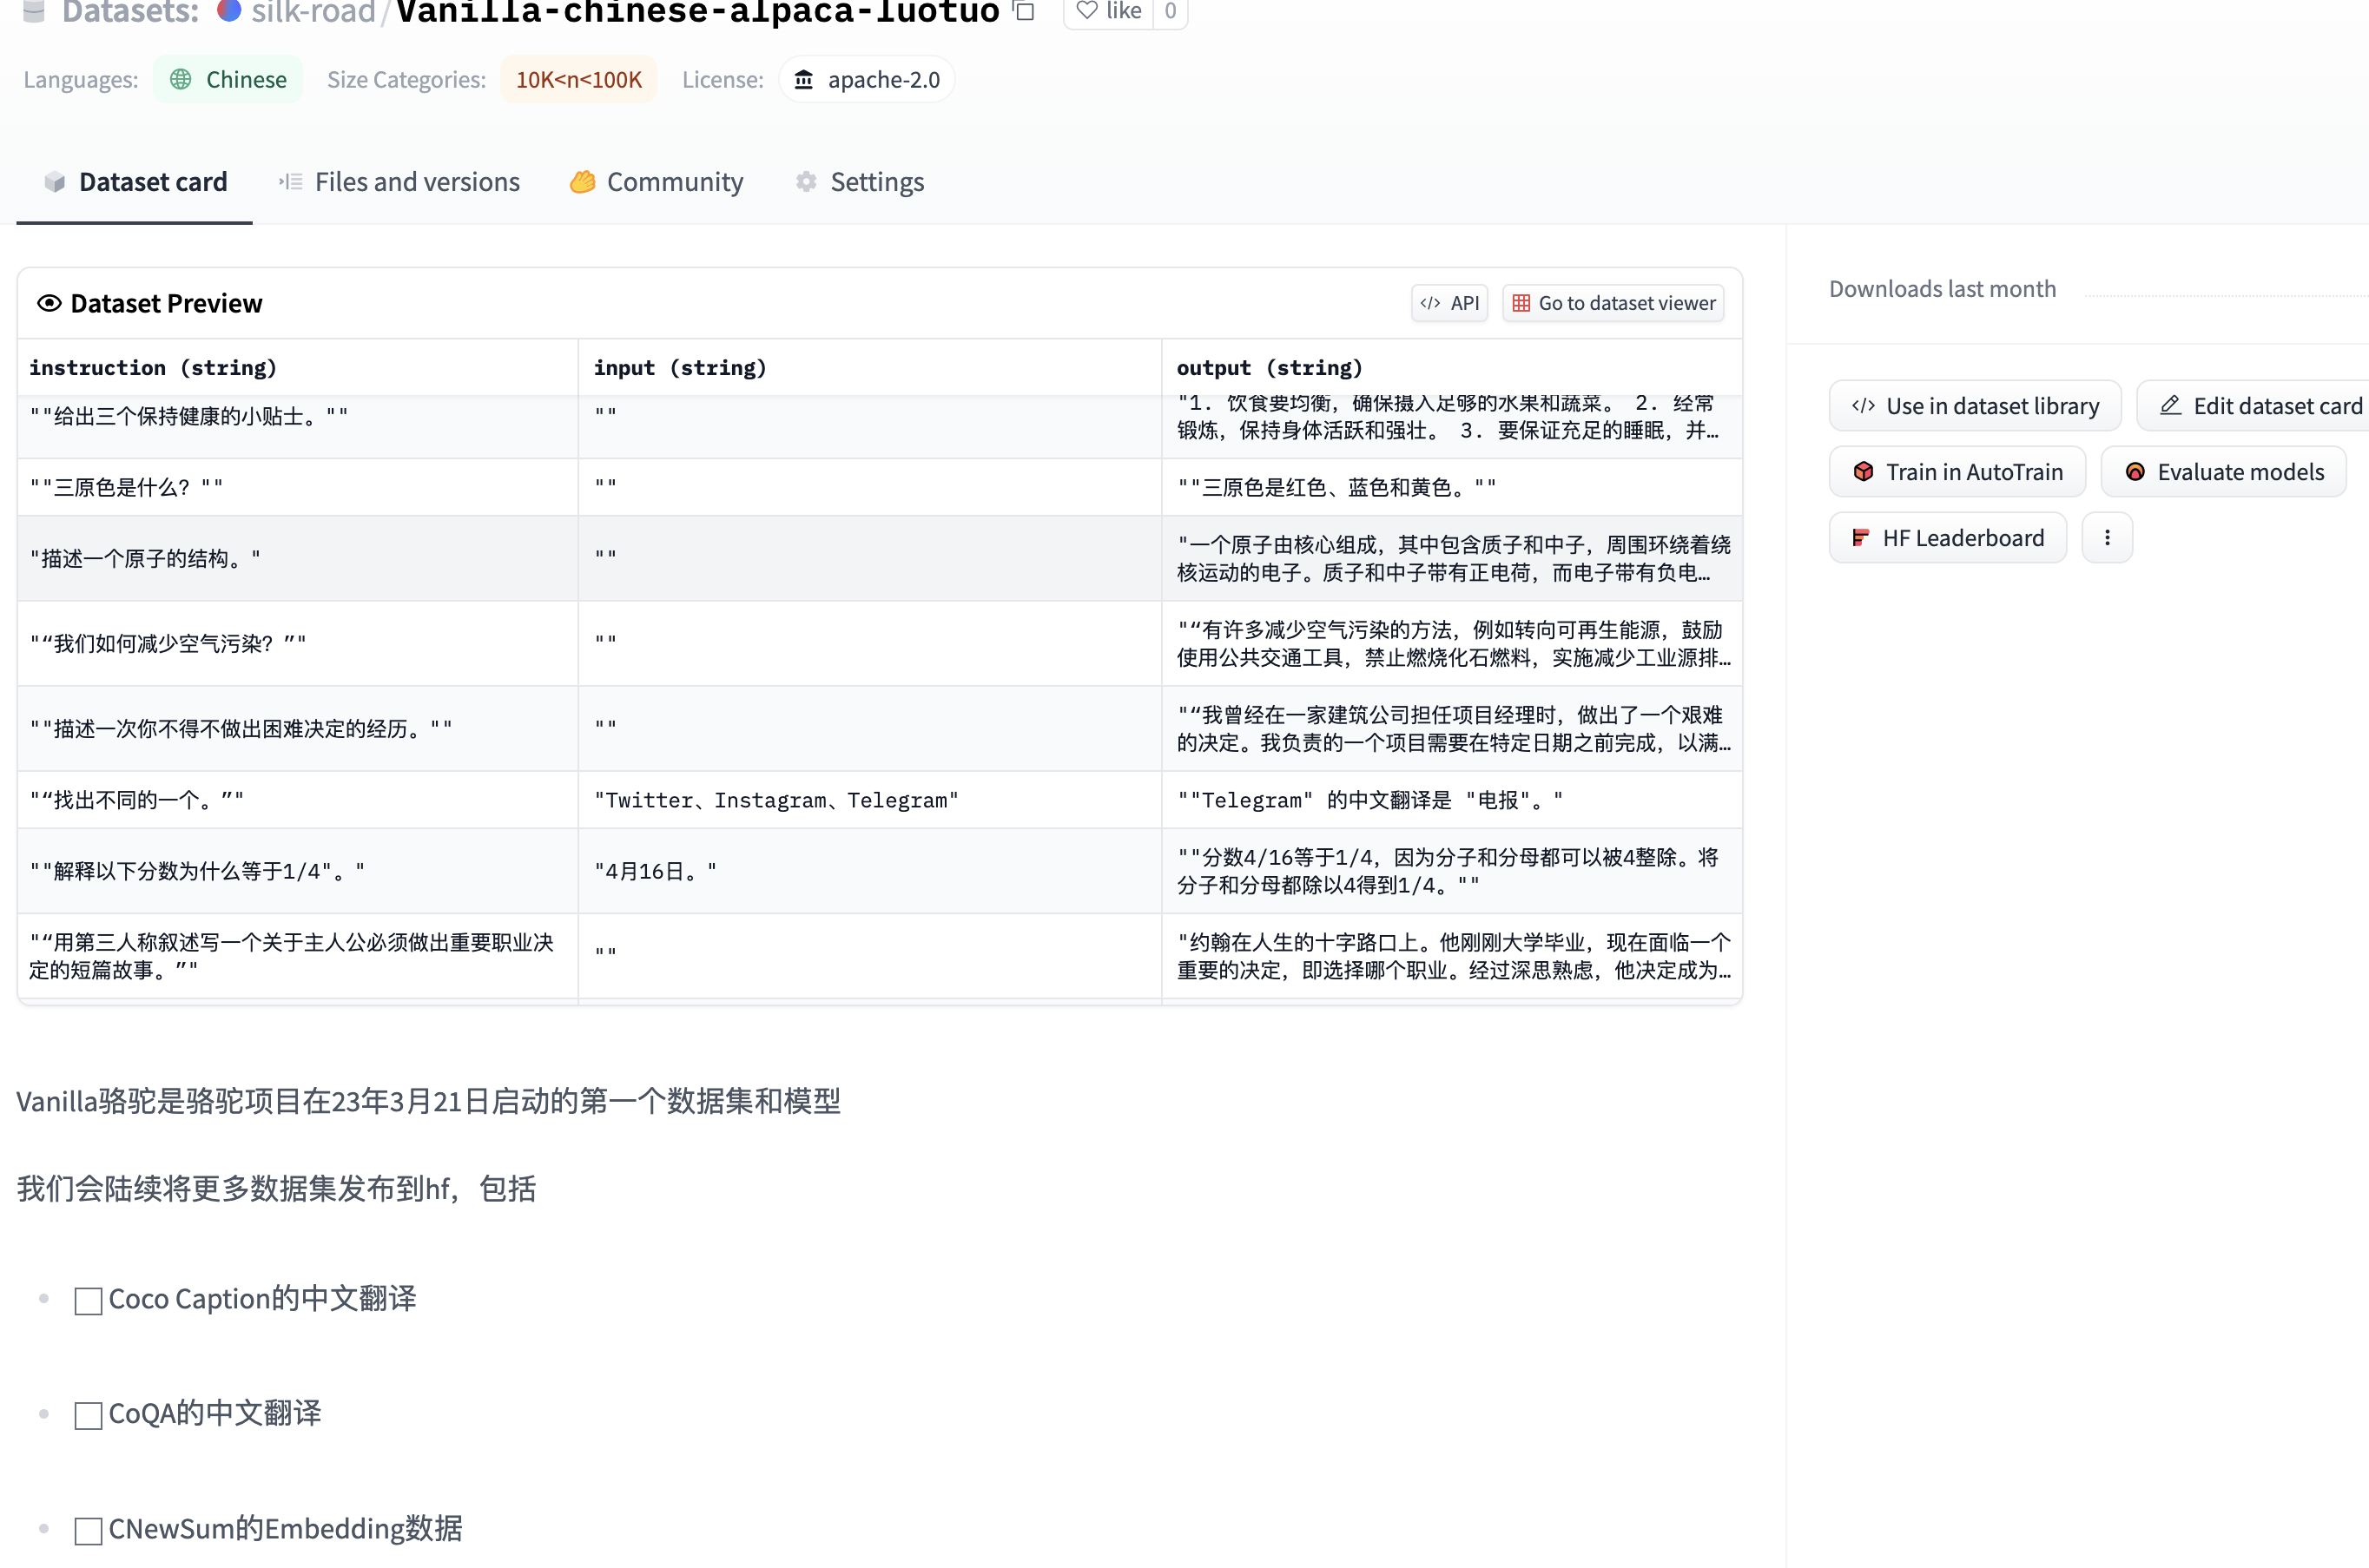 Datasets: silk-road/Vanilla-chinese-alpaca-luotuo like 0
Languages: Chinese Size Categories: 10K<n<100K License: apache-2.0
Dataset card Files and versions Community Settings
Dataset Preview API Go to dataset viewer
instruction (string) input (string) output (string)
""给出三个保持健康的小贴士。"" "" "1. 饮食要均衡，确保摄入足够的水果和蔬菜。 2. 经常
锻炼，保持身体活跃和强壮。 3. 要保证充足的睡眠，并…
""三原色是什么？"" "" ""三原色是红色、蓝色和黄色。""
"描述一个原子的结构。" "" "一个原子由核心组成，其中包含质子和中子，周围环绕着绕
核运动的电子。质子和中子带有正电荷，而电子带有负电…
"“我们如何减少空气污染？”" "" "“有许多减少空气污染的方法，例如转向可再生能源，鼓励
使用公共交通工具，禁止燃烧化石燃料，实施减少工业源排…
""描述一次你不得不做出困难决定的经历。"" "" "“我曾经在一家建筑公司担任项目经理时，做出了一个艰难
的决定。我负责的一个项目需要在特定日期之前完成，以满…
"“找出不同的一个。”" "Twitter、Instagram、Telegram" ""Telegram" 的中文翻译是 "电报"。"
""解释以下分数为什么等于1/4"。" "4月16日。" ""分数4/16等于1/4，因为分子和分母都可以被4整除。将
分子和分母都除以4得到1/4。""
"“用第三人称叙述写一个关于主人公必须做出重要职业决
定的短篇故事。”" "" "约翰在人生的十字路口上。他刚刚大学毕业，现在面临一个
重要的决定，即选择哪个职业。经过深思熟虑，他决定成为…
Vanilla骆驼是骆驼项目在23年3月21日启动的第一个数据集和模型
我们会陆续将更多数据集发布到hf，包括
Coco Caption的中文翻译
CoQA的中文翻译
CNewSum的Embedding数据
Downloads last month
Use in dataset library Edit dataset card
Train in AutoTrain Evaluate models
HF Leaderboard